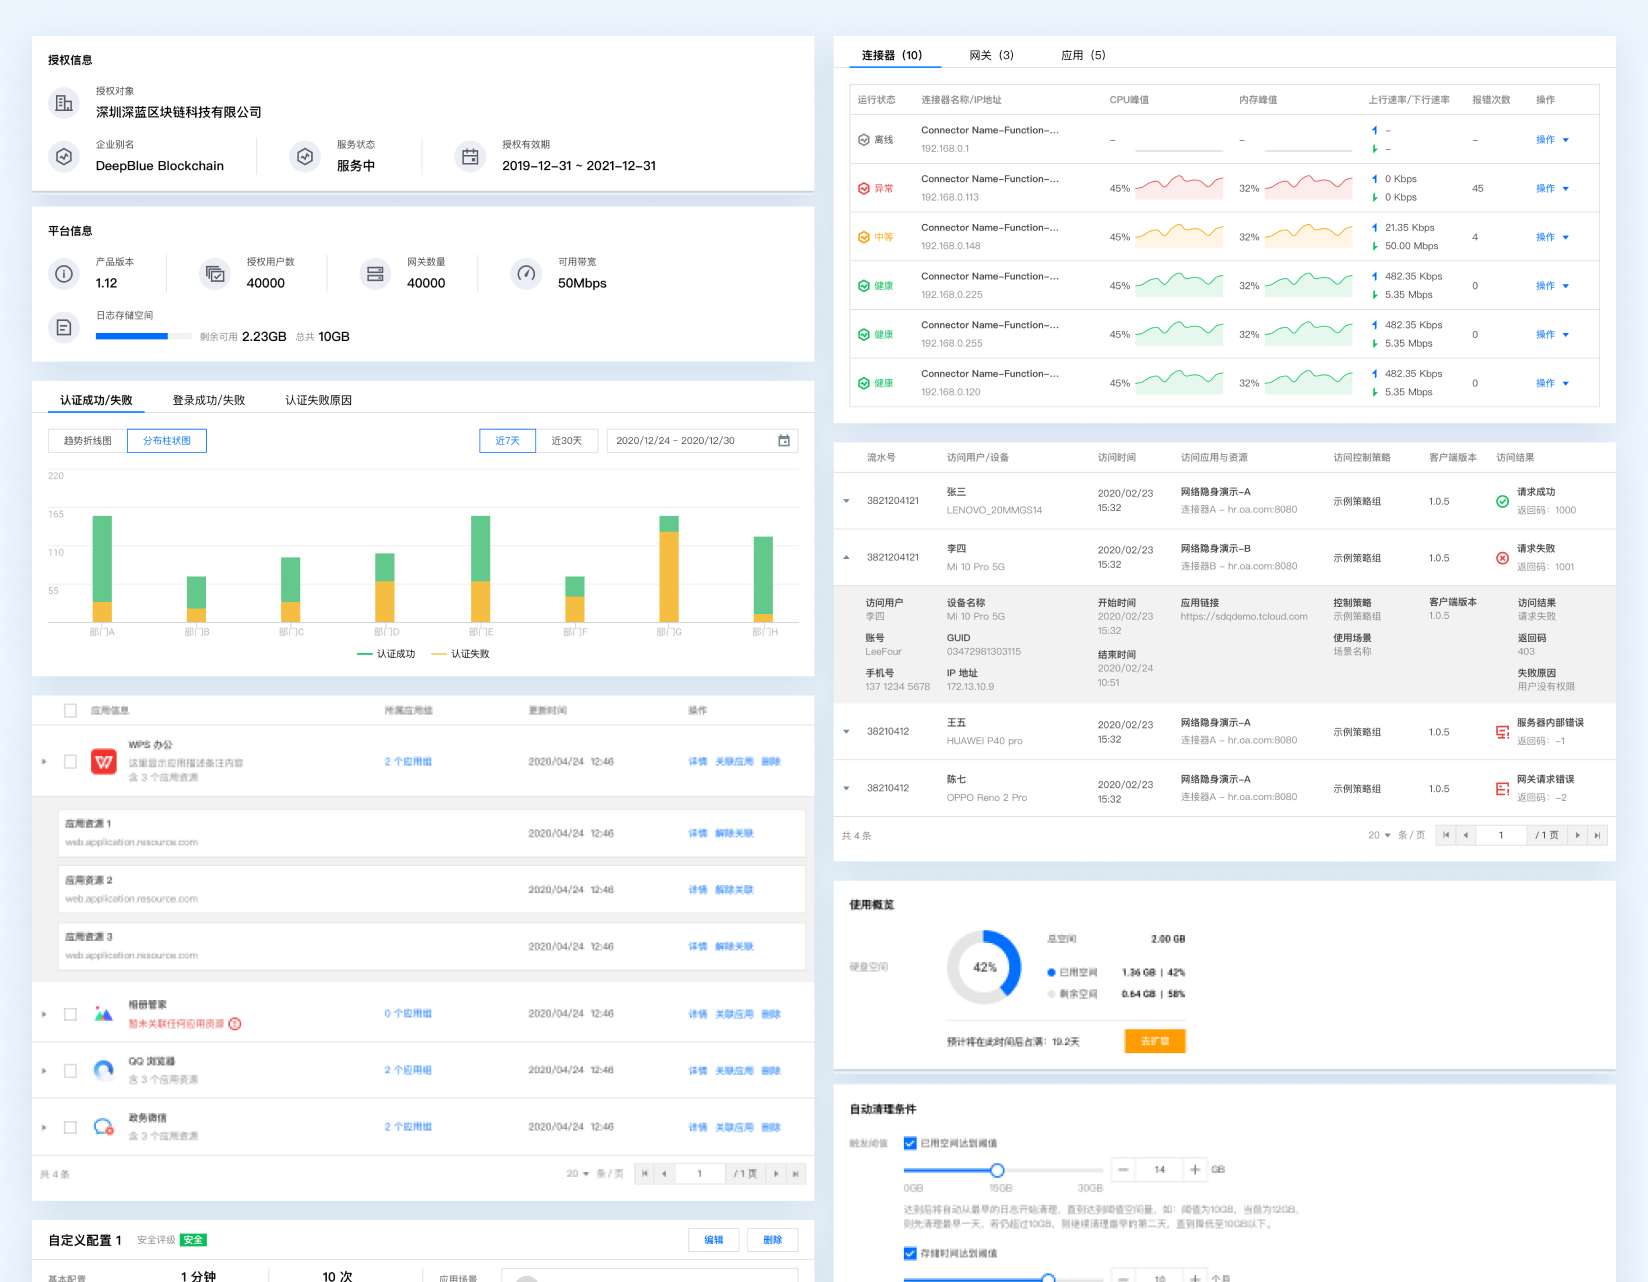 授权信息
授权对象
深圳深蓝区块链科技有限公司
企业别名
DeepBlue Blockchain
服务状态
服务中
授权有效期
2019-12-31 ~ 2021-12-31
平台信息
产品版本
1.12
授权用户数
40000
网关数量
40000
可用带宽
50Mbps
日志存储空间
剩余可用 2.23GB 总共 10GB
认证成功/失败 登录成功/失败 认证失败原因
趋势折线图 分布柱状图 近7天 近30天 2020/12/24 - 2020/12/30
220
165
110
55
部门A 部门B 部门C 部门D 部门E 部门F 部门G 部门H
认证成功 认证失败
应用信息 所属应用组 更新时间 操作
WPS 办公
这里显示应用描述备注内容
含 3 个应用资源
2 个应用组 2020/04/24 12:46 详情 关联应用 删除
应用资源 1
web.application.resource.com
2020/04/24 12:46 详情 解除关联
应用资源 2
web.application.resource.com
2020/04/24 12:46 详情 解除关联
应用资源 3
web.application.resource.com
2020/04/24 12:46 详情 解除关联
相册管家
暂未关联任何应用资源
0 个应用组 2020/04/24 12:46 详情 关联应用 删除
QQ 浏览器
含 3 个应用资源
2 个应用组 2020/04/24 12:46 详情 关联应用 删除
政务微信
含 3 个应用资源
2 个应用组 2020/04/24 12:46 详情 关联应用 删除
共 4 条 20 条 / 页 1 / 1 页
自定义配置 1 安全评级 安全 编辑 删除
基本配置 1 分钟 10 次 应用场景
连接器 (10) 网关 (3) 应用 (5)
运行状态 连接器名称/IP地址 CPU峰值 内存峰值 上行速率/下行速率 报错次数 操作
离线 Connector Name-Function-... – – – – 操作
192.168.0.1 –
异常 Connector Name-Function-... 45% 32% 0 Kbps 45 操作
192.168.0.113 0 Kbps
中等 Connector Name-Function-... 45% 32% 21.35 Kbps 4 操作
192.168.0.148 50.00 Mbps
健康 Connector Name-Function-... 45% 32% 482.35 Kbps 0 操作
192.168.0.225 5.35 Mbps
健康 Connector Name-Function-... 45% 32% 482.35 Kbps 0 操作
192.168.0.255 5.35 Mbps
健康 Connector Name-Function-... 45% 32% 482.35 Kbps 0 操作
192.168.0.120 5.35 Mbps
流水号 访问用户/设备 访问时间 访问应用与资源 访问控制策略 客户端版本 访问结果
3821204121 张三 2020/02/23 网络隐身演示-A 示例策略组 1.0.5 请求成功
LENOVO_20MMGS14 15:32 连接器A - hr.oa.com:8080 返回码: 1000
3821204121 李四 2020/02/23 网络隐身演示-B 示例策略组 1.0.5 请求失败
Mi 10 Pro 5G 15:32 连接器B - hr.oa.com:8080 返回码: 1001
访问用户 设备名称 开始时间 应用链接 控制策略 客户端版本 访问结果
李四 Mi 10 Pro 5G 2020/02/23 https://sdqdemo.tcloud.com 示例策略组 1.0.5 请求失败
15:32
账号 GUID 使用场景 返回码
LeeFour 03472981303115 结束时间 场景名称 403
2020/02/24
手机号 IP 地址 失败原因
137 1234 5678 172.13.10.9 10:51 用户没有权限
38210412 王五 2020/02/23 网络隐身演示-A 示例策略组 1.0.5 服务器内部错误
HUAWEI P40 pro 15:32 连接器A - hr.oa.com:8080 返回码: -1
38210412 陈七 2020/02/23 网络隐身演示-A 示例策略组 1.0.5 网关请求错误
OPPO Reno 2 Pro 15:32 连接器A - hr.oa.com:8080 返回码: -2
共 4 条 20 条 / 页 1 / 1 页
使用概览
硬盘空间
42%
总空间 2.00 GB
已用空间 1.36 GB | 42%
剩余空间 0.64 GB | 58%
预计将在此时间后占满: 19.2天 去扩容
自动清理条件
触发阈值 已用空间达到阈值
14 GB
0GB 15GB 30GB
达到后将自动从最早的日志开始清理，直到达到阈值空间量。如: 阈值为10GB，当前为12GB，
则先清理最早一天，若仍超过10GB，则继续清理最早的第二天，直到降低至10GB以下。
存储时间达到阈值
10 个月